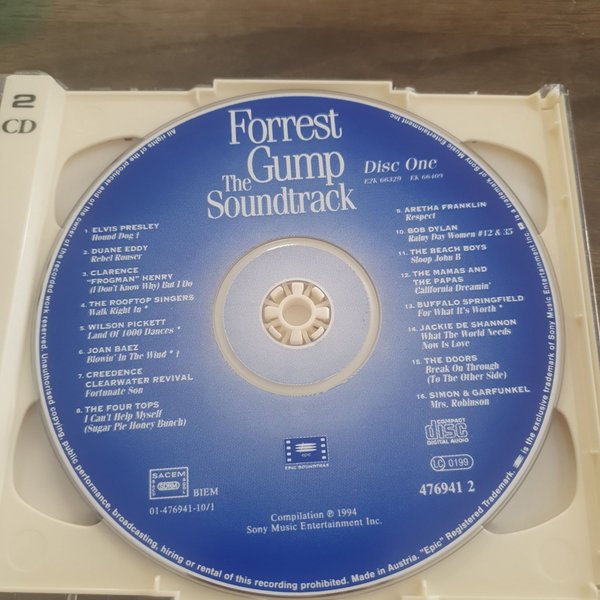 2
CD
Forrest
Gump
The
Soundtrack
Disc One
E2K 66329 EK 66409
1. ELVIS PRESLEY
Hound Dog †
2. DUANE EDDY
Rebel Rouser
3. CLARENCE
"FROGMAN" HENRY
(I Don't Know Why) But I Do
4. THE ROOFTOP SINGERS
Walk Right In *
5. WILSON PICKETT
Land Of 1000 Dances *
6. JOAN BAEZ
Blowin' In The Wind * †
7. CREEDENCE
CLEARWATER REVIVAL
Fortunate Son
8. THE FOUR TOPS
I Can't Help Myself
(Sugar Pie Honey Bunch)
9. ARETHA FRANKLIN
Respect
10. BOB DYLAN
Rainy Day Women #12 & 35
11. THE BEACH BOYS
Sloop John B
12. THE MAMAS AND
THE PAPAS
California Dreamin'
13. BUFFALO SPRINGFIELD
For What It's Worth *
14. JACKIE DE SHANNON
What The World Needs
Now Is Love
15. THE DOORS
Break On Through
(To The Other Side)
16. SIMON & GARFUNKEL
Mrs. Robinson
SACEM
SDRM
BIEM
01-476941-10/1
EPIC
EPIC SOUNDTRAX
COMPACT
disc
DIGITAL AUDIO
LC 0199
476941 2
Compilation ℗ 1994
Sony Music Entertainment Inc.
All rights of the producer and of the owner of the recorded work reserved. Unauthorised copying, public performance, broadcasting, hiring or rental of this recording prohibited. Made in Austria. "Epic" Registered Trademark. is the exclusive trademark of Sony Music Entertainment Inc. is a trademark of Sony Music Entertainment Inc.